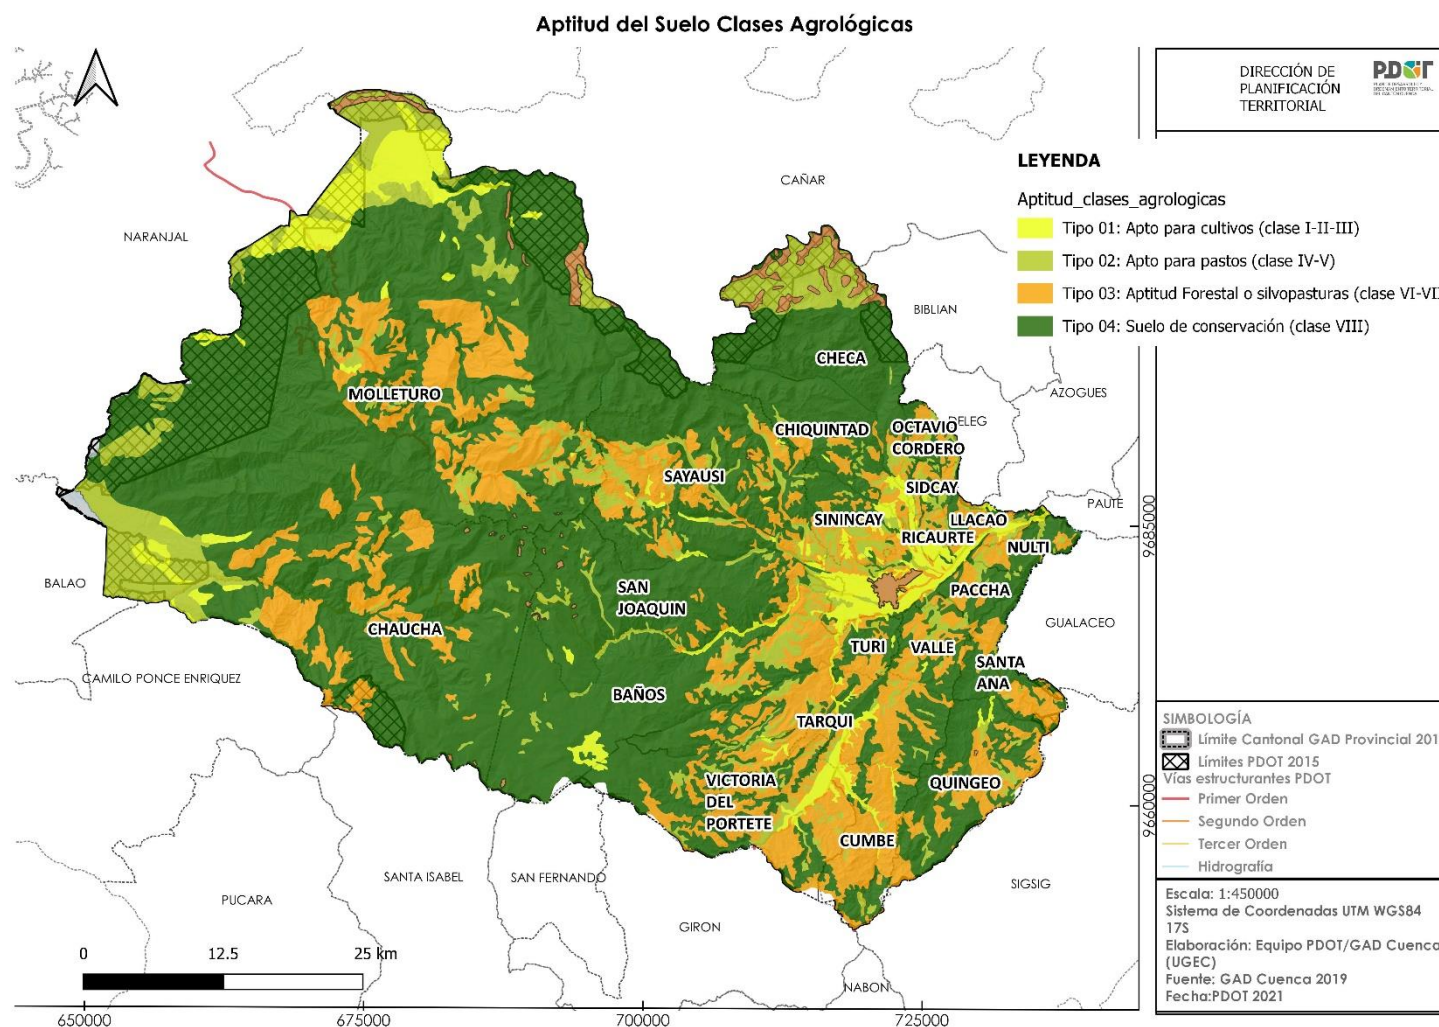 Aptitud del Suelo Clases Agrológicas
DIRECCIÓN DE
PLANIFICACIÓN
TERRITORIAL
PDOT
LEYENDA
Aptitud_clases_agrologicas
Tipo 01: Apto para cultivos (clase I-II-III)
Tipo 02: Apto para pastos (clase IV-V)
Tipo 03: Aptitud Forestal o silvopasturas (clase VI-VII
Tipo 04: Suelo de conservación (clase VIII)
CAÑAR
NARANJAL
BIBLIAN
CHECA
MOLLETURO
AZOGUES
DELEG
CHIQUINTAD
OCTAVIO
CORDERO
SAYAUSI
SIDCAY
PAUTE
SININCAY
LLACAO
RICAURTE
NULTI
9685000
BALAO
SAN
JOAQUIN
PACCHA
GUALACEO
CHAUCHA
TURI
VALLE
SANTA
ANA
CAMILO PONCE ENRIQUEZ
BAÑOS
TARQUI
VICTORIA
DEL
PORTETE
QUINGEO
9660000
CUMBE
SANTA ISABEL
SAN FERNANDO
SIGSIG
PUCARA
GIRON
NABON
SIMBOLOGÍA
Límite Cantonal GAD Provincial 201
Límites PDOT 2015
Vías estructurantes PDOT
Primer Orden
Segundo Orden
Tercer Orden
Hidrografía
Escala: 1:450000
Sistema de Coordenadas UTM WGS84
17S
Elaboración: Equipo PDOT/GAD Cuenca
(UGEC)
Fuente: GAD Cuenca 2019
Fecha:PDOT 2021
0 12.5 25 km
650000 675000 700000 725000